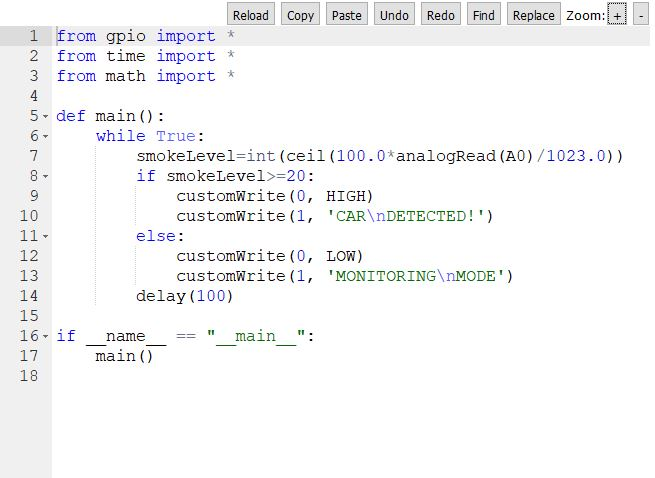 Reload Copy Paste Undo Redo Find Replace Zoom: + -
1 from gpio import *
2 from time import *
3 from math import *
4
5 def main():
6     while True:
7         smokeLevel=int(ceil(100.0*analogRead(A0)/1023.0))
8         if smokeLevel>=20:
9             customWrite(0, HIGH)
10             customWrite(1, 'CAR\nDETECTED!')
11         else:
12             customWrite(0, LOW)
13             customWrite(1, 'MONITORING\nMODE')
14         delay(100)
15
16 if __name__ == "__main__":
17     main()
18